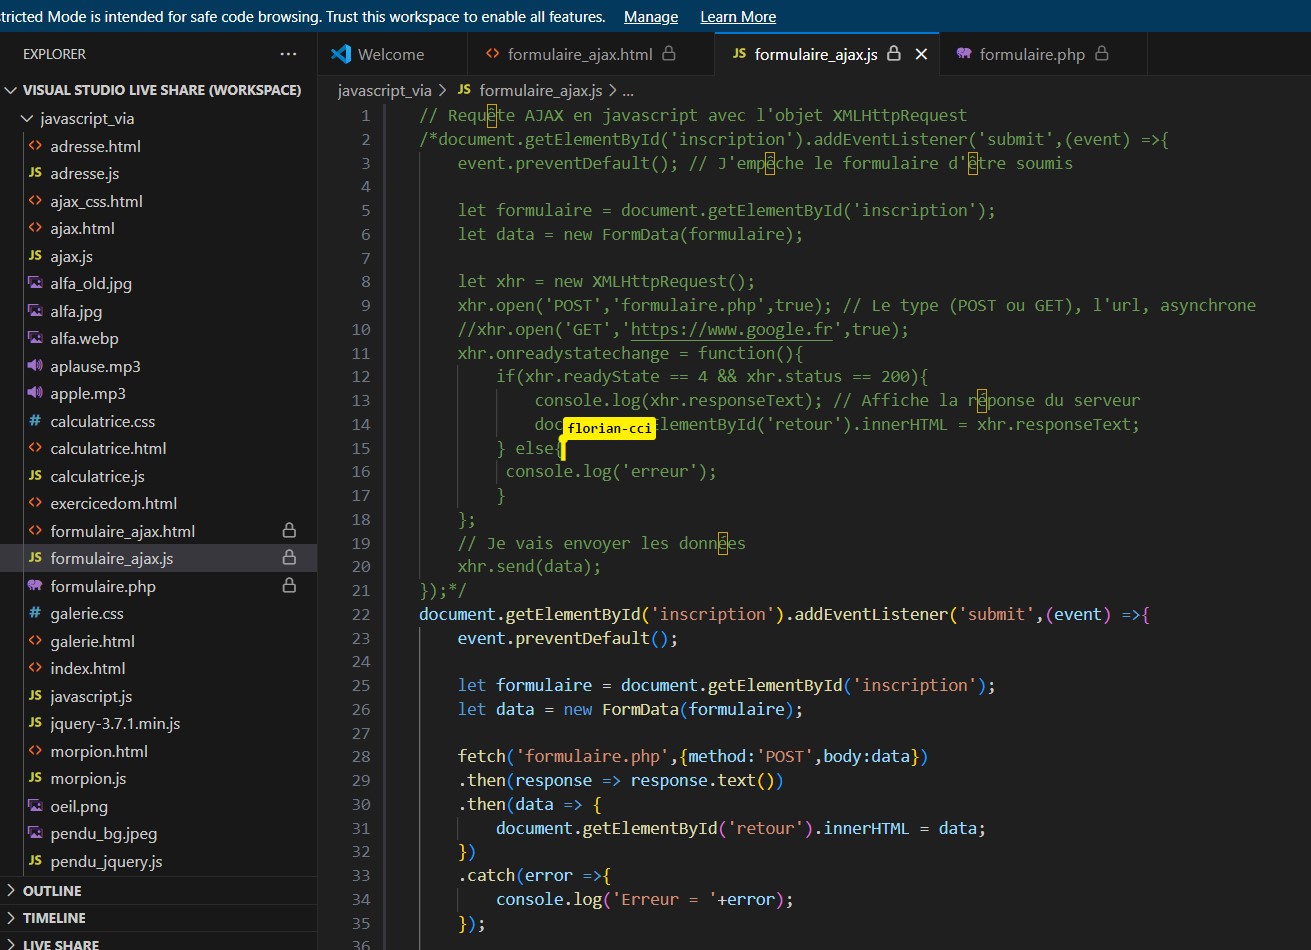 stricted Mode is intended for safe code browsing. Trust this workspace to enable all features. Manage Learn More
EXPLORER
VISUAL STUDIO LIVE SHARE (WORKSPACE)
javascript_via
adresse.html
JS adresse.js
ajax_css.html
ajax.html
JS ajax.js
alfa_old.jpg
alfa.jpg
alfa.webp
aplause.mp3
apple.mp3
# calculatrice.css
calculatrice.html
JS calculatrice.js
exercicedom.html
formulaire_ajax.html
JS formulaire_ajax.js
formulaire.php
# galerie.css
galerie.html
index.html
JS javascript.js
JS jquery-3.7.1.min.js
morpion.html
JS morpion.js
oeil.png
pendu_bg.jpeg
JS pendu_jquery.js
OUTLINE
TIMELINE
LIVE SHARE
Welcome
formulaire_ajax.html
JS formulaire_ajax.js
formulaire.php
javascript_via > JS formulaire_ajax.js > ...
1 // Requête AJAX en javascript avec l'objet XMLHttpRequest
2 /*document.getElementById('inscription').addEventListener('submit',(event) =>{
3 event.preventDefault(); // J'empêche le formulaire d'être soumis
4
5 let formulaire = document.getElementById('inscription');
6 let data = new FormData(formulaire);
7
8 let xhr = new XMLHttpRequest();
9 xhr.open('POST','formulaire.php',true); // Le type (POST ou GET), l'url, asynchrone
10 //xhr.open('GET','https://www.google.fr',true);
11 xhr.onreadystatechange = function(){
12 if(xhr.readyState == 4 && xhr.status == 200){
13 console.log(xhr.responseText); // Affiche la réponse du serveur
14 doc florian-cci lementById('retour').innerHTML = xhr.responseText;
15 } else{
16 console.log('erreur');
17 }
18 };
19 // Je vais envoyer les données
20 xhr.send(data);
21 });*/
22 document.getElementById('inscription').addEventListener('submit',(event) =>{
23 event.preventDefault();
24
25 let formulaire = document.getElementById('inscription');
26 let data = new FormData(formulaire);
27
28 fetch('formulaire.php',{method:'POST',body:data})
29 .then(response => response.text())
30 .then(data => {
31 document.getElementById('retour').innerHTML = data;
32 })
33 .catch(error =>{
34 console.log('Erreur = '+error);
35 });
36